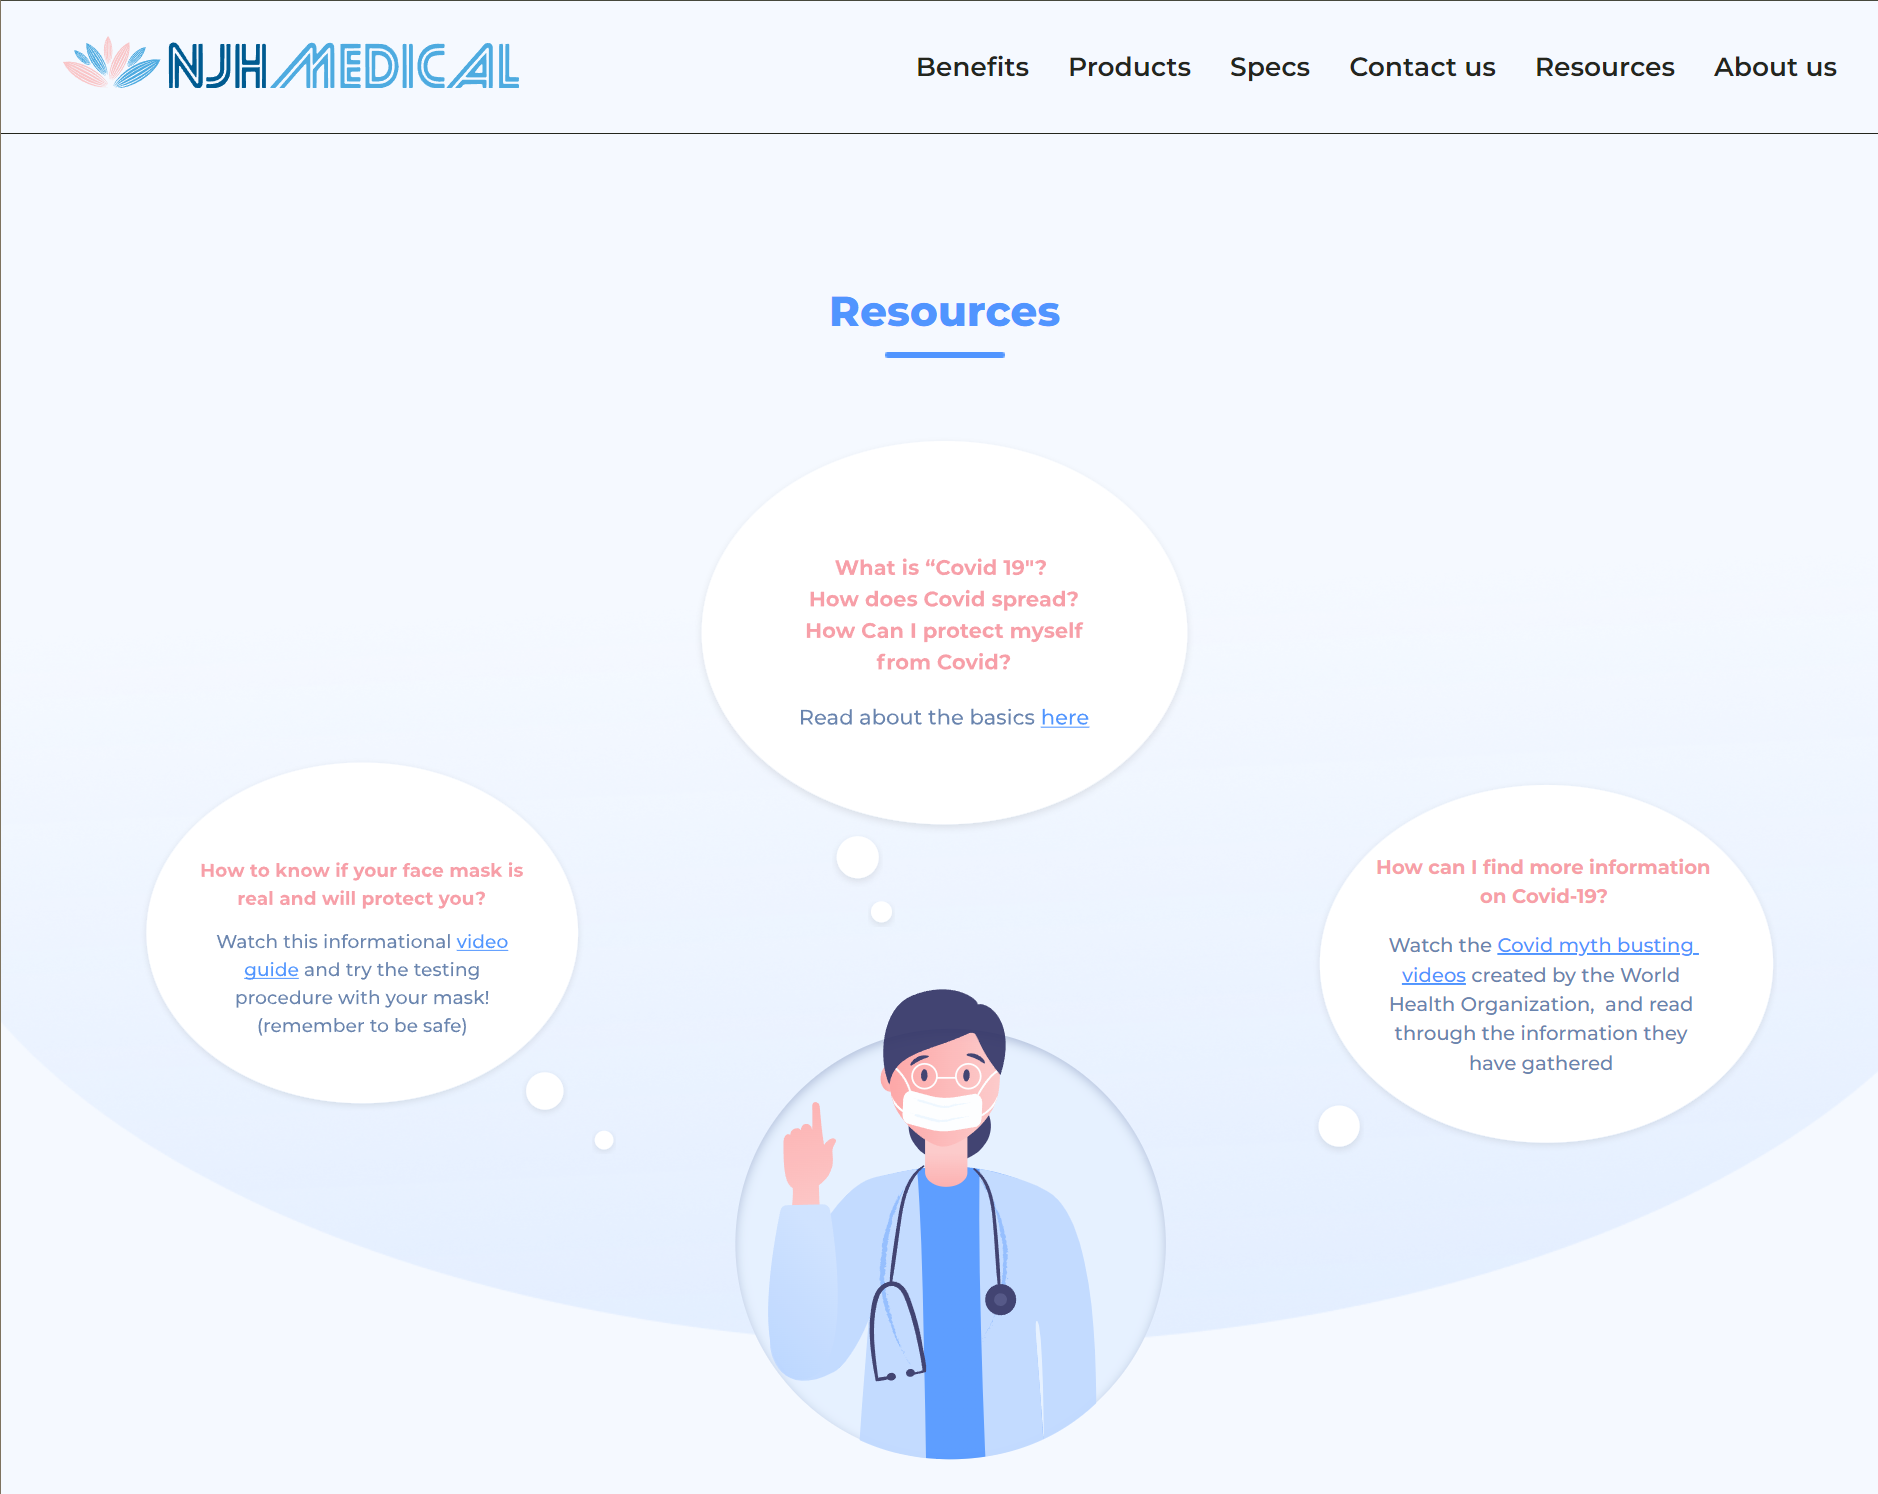 NJH MEDICAL
Benefits
Products
Specs
Contact us
Resources
About us
Resources
What is “Covid 19"?
How does Covid spread?
How Can I protect myself
from Covid?
Read about the basics here
How to know if your face mask is
real and will protect you?
Watch this informational video
guide and try the testing
procedure with your mask!
(remember to be safe)
How can I find more information
on Covid-19?
Watch the Covid myth busting
videos created by the World
Health Organization,  and read
through the information they
have gathered